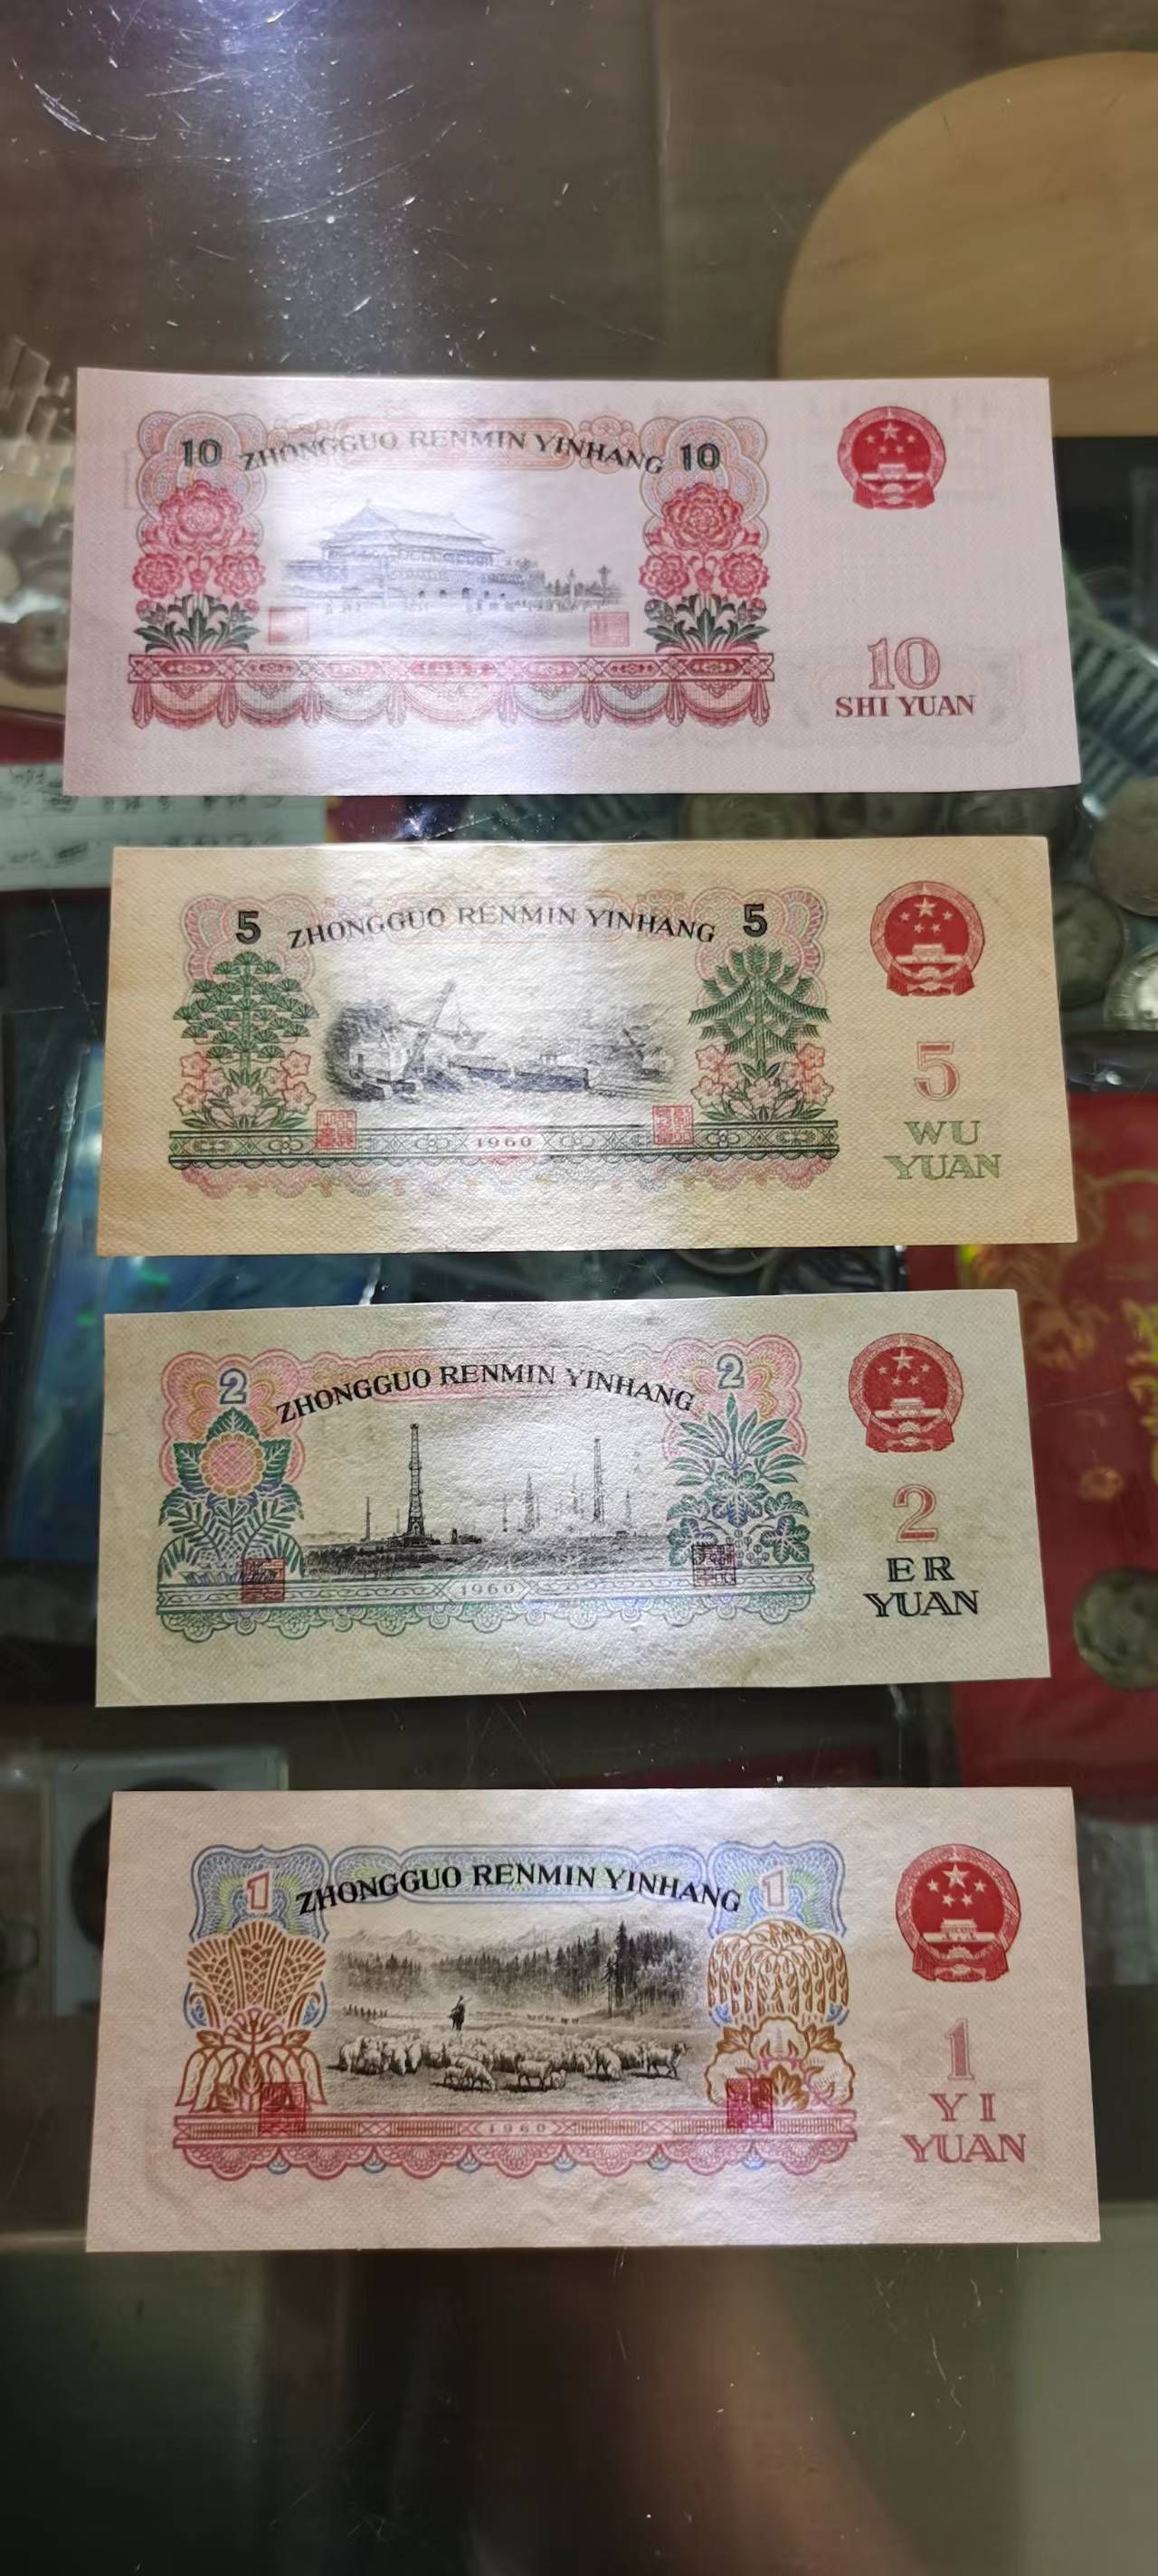 10 ZHONGGUO RENMIN YINHANG 10
10
SHI YUAN
5 ZHONGGUO RENMIN YINHANG 5
5
WU
YUAN
1960
2 ZHONGGUO RENMIN YINHANG 2
2
ER
YUAN
1960
1 ZHONGGUO RENMIN YINHANG 1
1
YI
YUAN
1960